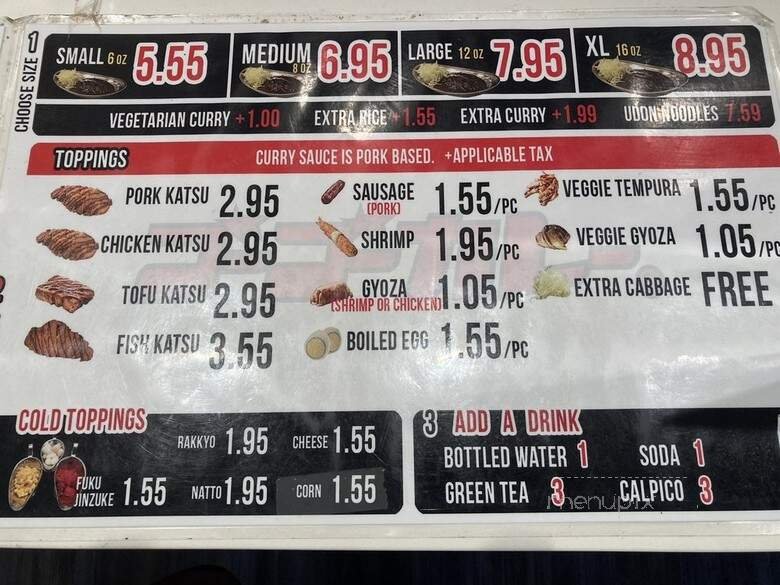 CHOOSE SIZE 1
SMALL 6 OZ 5.55
MEDIUM 8 OZ 6.95
LARGE 12 OZ 7.95
XL 16 OZ 8.95
VEGETARIAN CURRY +1.00 EXTRA RICE +1.55 EXTRA CURRY +1.99 UDON NOODLES 7.59
TOPPINGS CURRY SAUCE IS PORK BASED. +APPLICABLE TAX
PORK KATSU 2.95
CHICKEN KATSU 2.95
TOFU KATSU 2.95
FISH KATSU 3.55
SAUSAGE 1.55/PC
(PORK)
SHRIMP 1.95/PC
GYOZA 1.05/PC
(SHRIMP OR CHICKEN)
BOILED EGG 1.55/PC
VEGGIE TEMPURA 1.55/PC
VEGGIE GYOZA 1.05/PC
EXTRA CABBAGE FREE
COLD TOPPINGS
RAKKYO 1.95 CHEESE 1.55
FUKU
JINZUKE 1.55 NATTO 1.95 CORN 1.55
3 ADD A DRINK
BOTTLED WATER 1 SODA 1
GREEN TEA 3 CALPICO 3
menupix